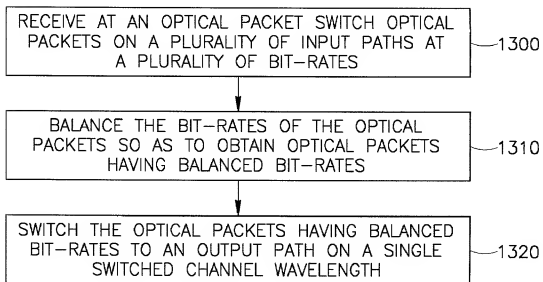 RECEIVE AT AN OPTICAL PACKET SWITCH OPTICAL
PACKETS ON A PLURALITY OF INPUT PATHS AT
A PLURALITY OF BIT-RATES
1300
BALANCE THE BIT-RATES OF THE OPTICAL
PACKETS SO AS TO OBTAIN OPTICAL PACKETS
HAVING BALANCED BIT-RATES
1310
SWITCH THE OPTICAL PACKETS HAVING BALANCED
BIT-RATES TO AN OUTPUT PATH ON A SINGLE
SWITCHED CHANNEL WAVELENGTH
1320